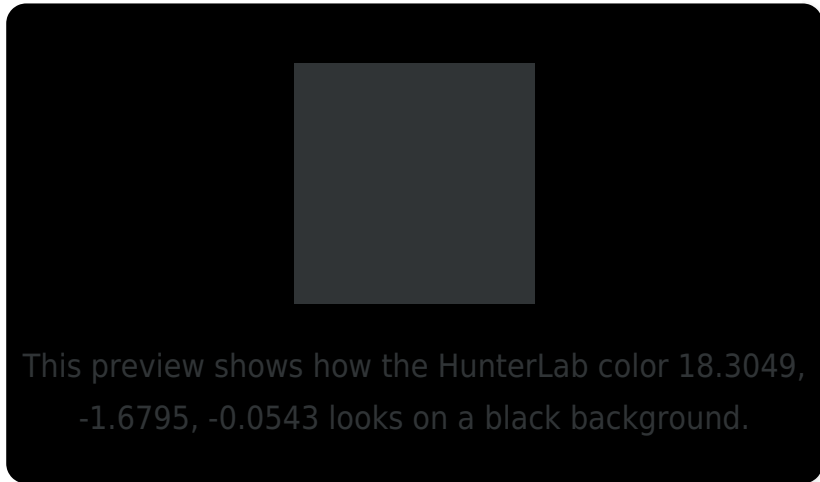 This preview shows how the HunterLab color 18.3049,
-1.6795, -0.0543 looks on a black background.